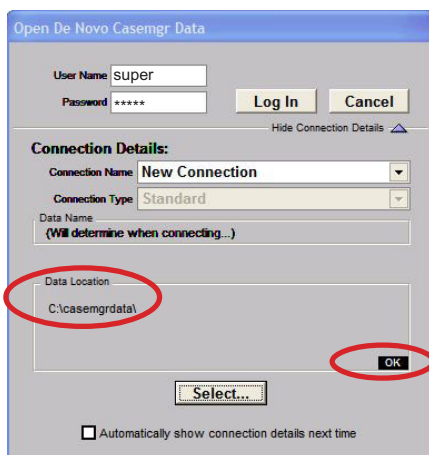 Open De Novo Casemgr Data
User Name super
Password *****
Log In Cancel
Hide Connection Details
Connection Details:
Connection Name New Connection
Connection Type Standard
Data Name
(Will determine when connecting...)
Data Location
C:\casemgrdata\
OK
Select...
Automatically show connection details next time